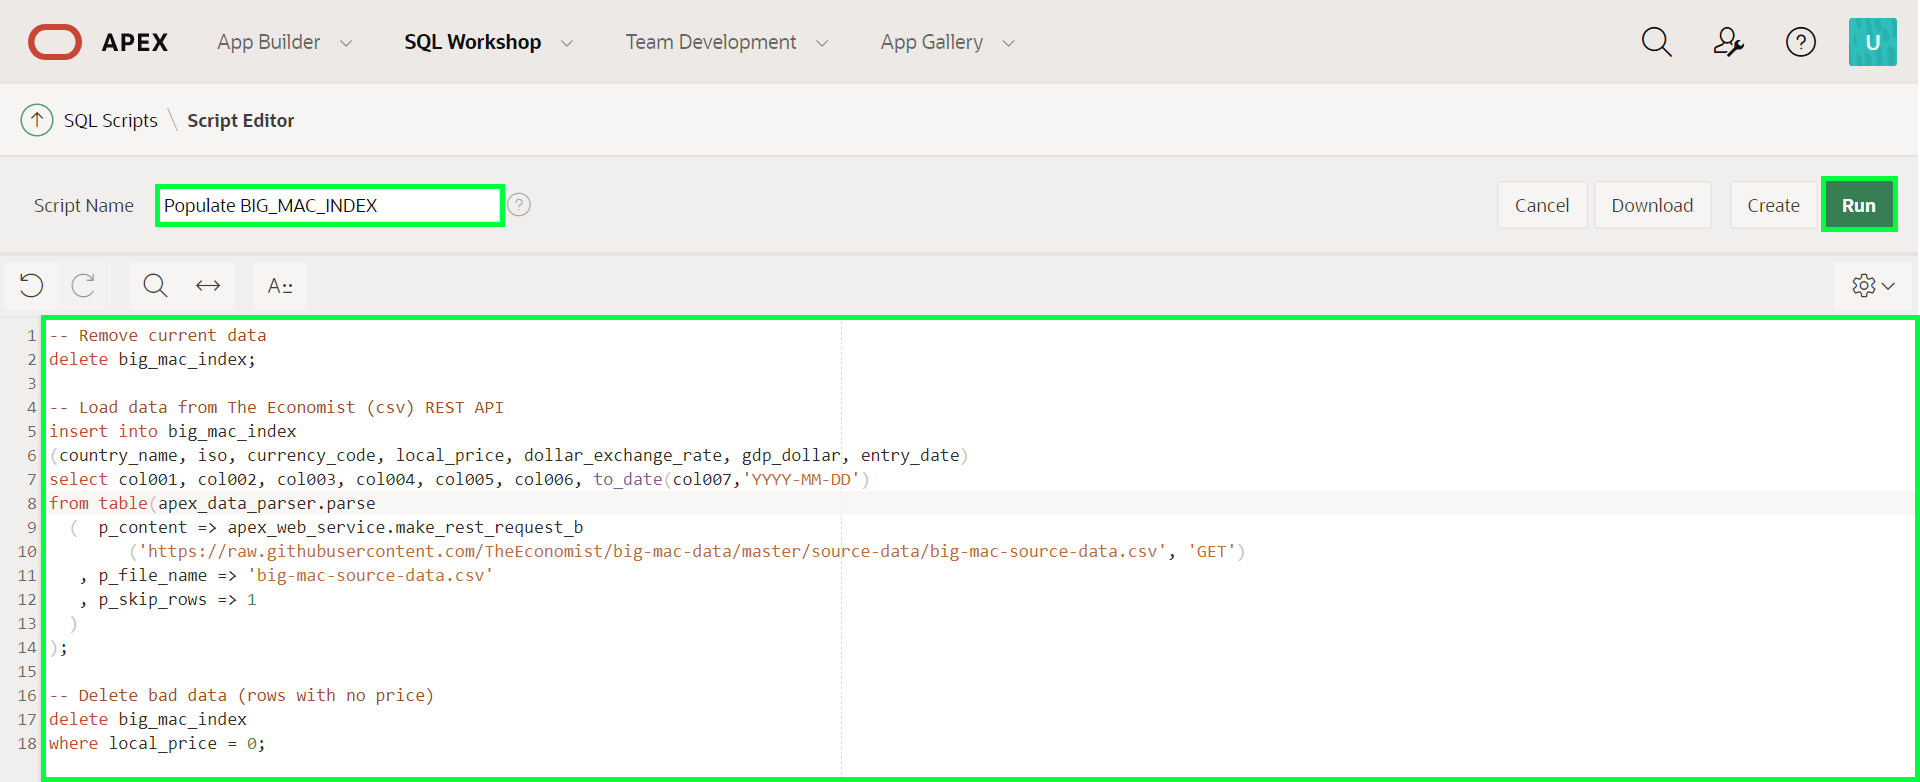 APEX App Builder SQL Workshop Team Development App Gallery ? U
SQL Scripts \ Script Editor
Script Name Populate BIG_MAC_INDEX ? Cancel Download Create Run
A::
1 -- Remove current data
2 delete big_mac_index;
3
4 -- Load data from The Economist (csv) REST API
5 insert into big_mac_index
6 (country_name, iso, currency_code, local_price, dollar_exchange_rate, gdp_dollar, entry_date)
7 select col001, col002, col003, col004, col005, col006, to_date(col007,'YYYY-MM-DD')
8 from table(apex_data_parser.parse
9 ( p_content => apex_web_service.make_rest_request_b
10 ('https://raw.githubusercontent.com/TheEconomist/big-mac-data/master/source-data/big-mac-source-data.csv', 'GET')
11 , p_file_name => 'big-mac-source-data.csv'
12 , p_skip_rows => 1
13 )
14 );
15
16 -- Delete bad data (rows with no price)
17 delete big_mac_index
18 where local_price = 0;